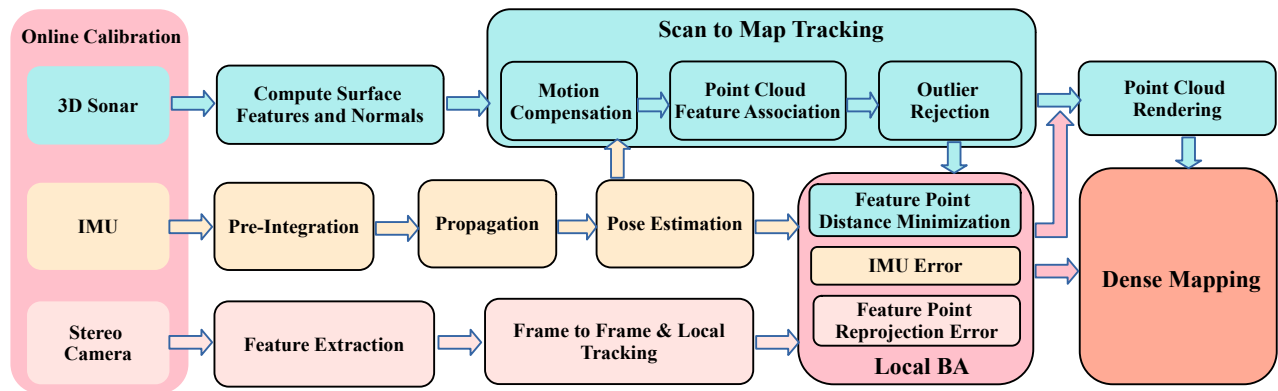 Online Calibration
3D Sonar
IMU
Stereo
Camera
Compute Surface
Features and Normals
Scan to Map Tracking
Motion
Compensation
Point Cloud
Feature Association
Outlier
Rejection
Point Cloud
Rendering
Pre-Integration
Propagation
Pose Estimation
Feature Point
Distance Minimization
IMU Error
Feature Point
Reprojection Error
Local BA
Dense Mapping
Feature Extraction
Frame to Frame & Local
Tracking